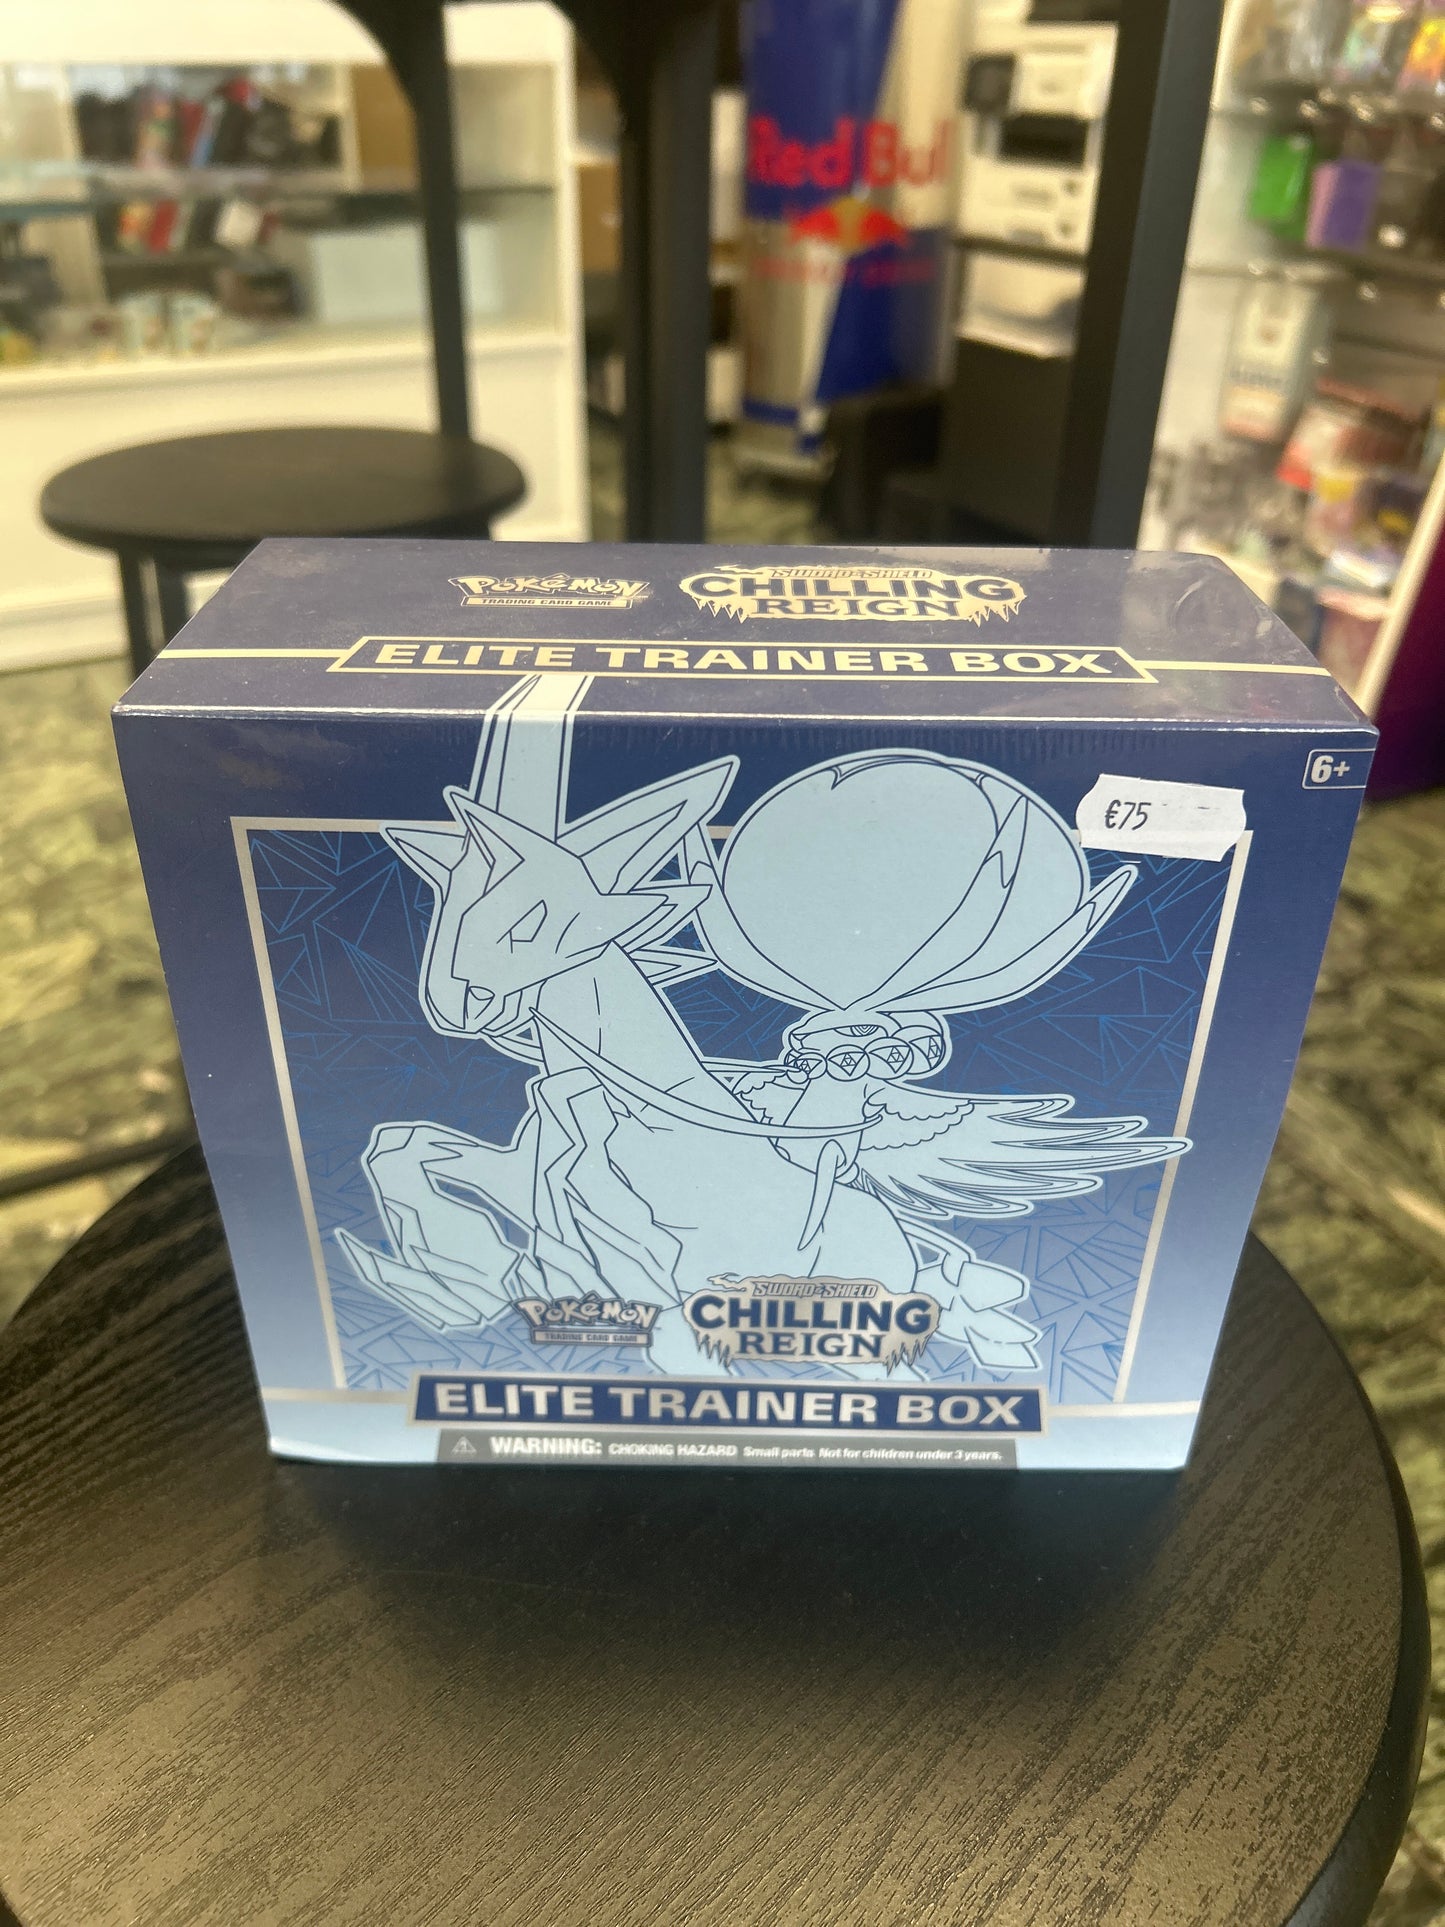 Red Bull
Pokémon
TRADING CARD GAME
SWORD & SHIELD
CHILLING
REIGN
ELITE TRAINER BOX
6+
€75
Pokémon
TRADING CARD GAME
SWORD & SHIELD
CHILLING
REIGN
ELITE TRAINER BOX
WARNING: CHOKING HAZARD Small parts. Not for children under 3 years.